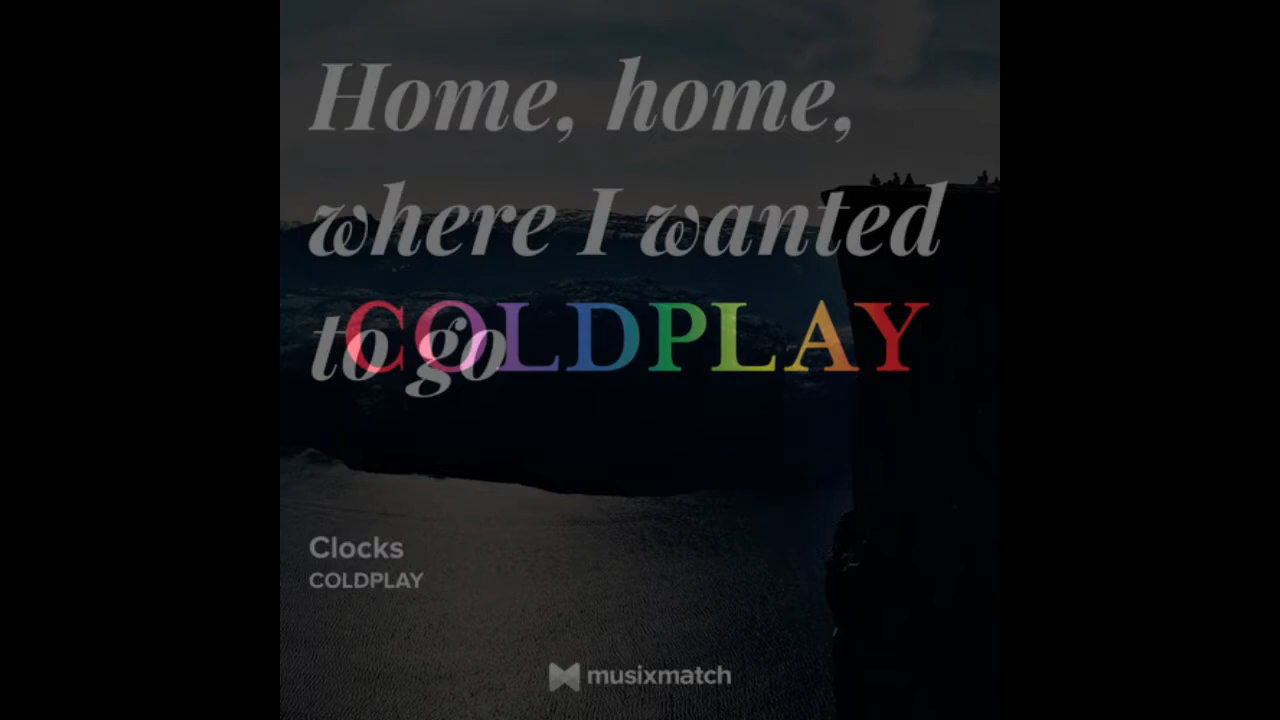 Home, home,
where I wanted
to go
COLDPLAY
Clocks
COLDPLAY
musixmatch